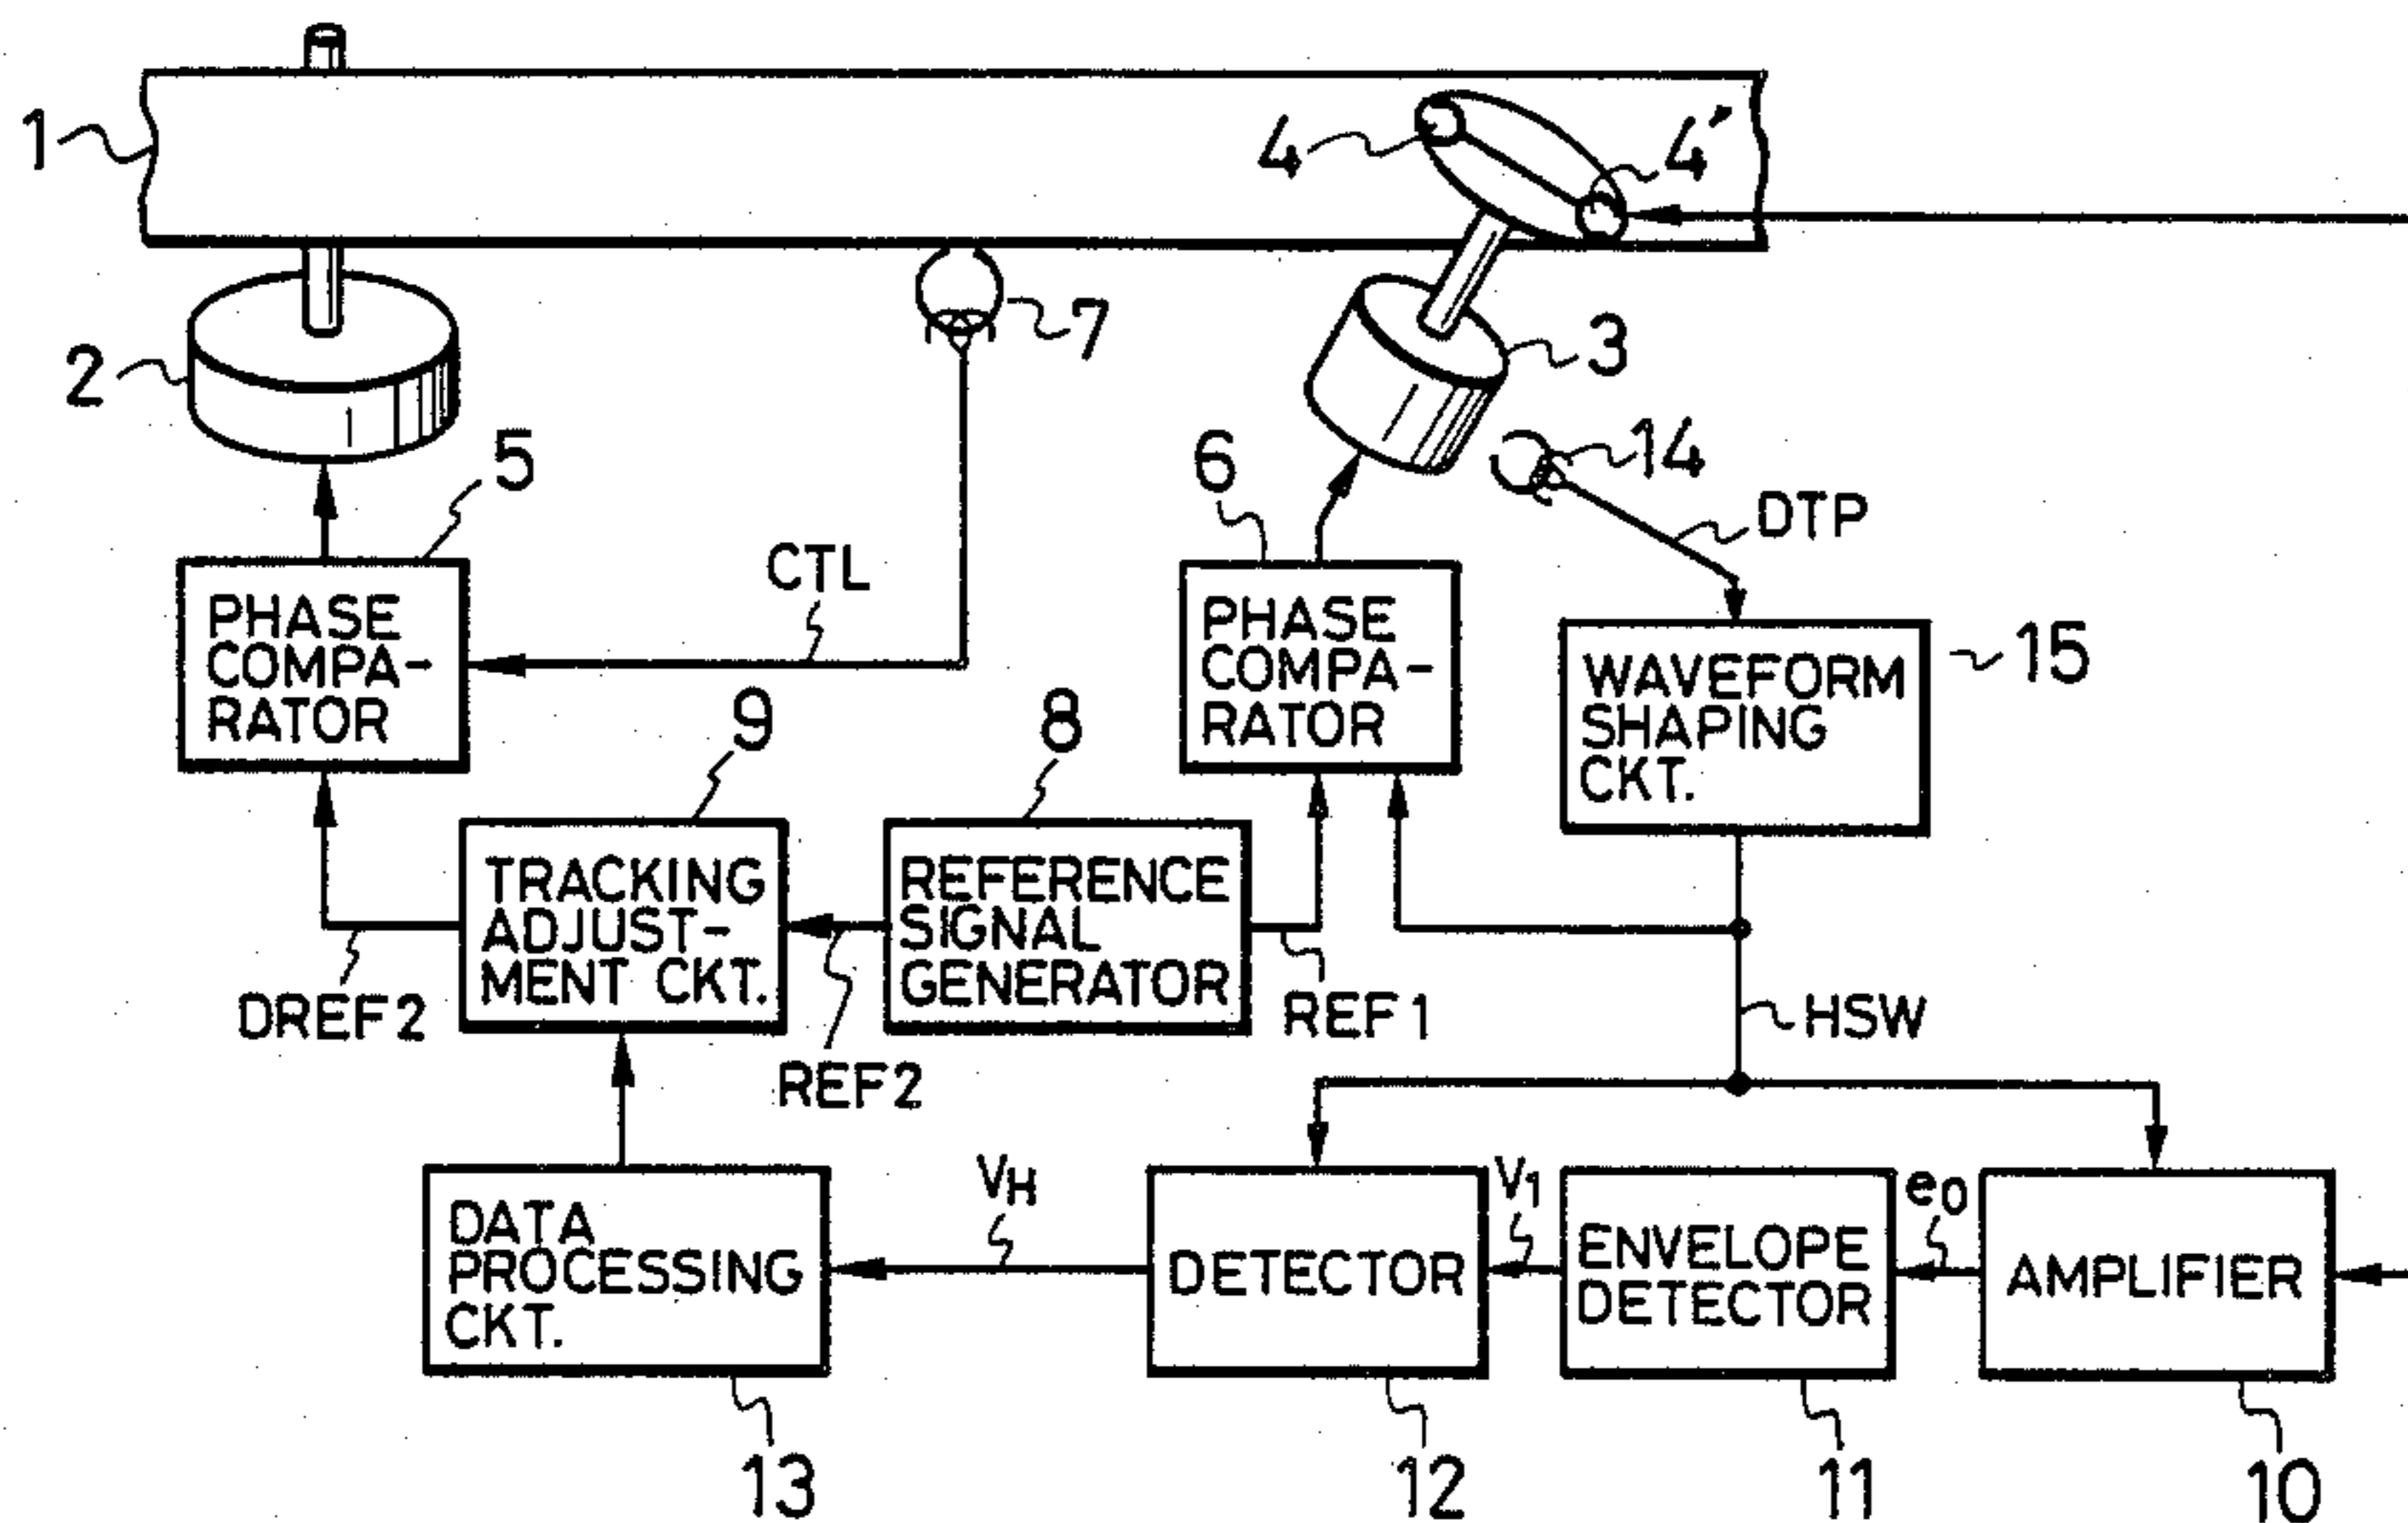 1
4
4'
2
7
3
14
5
6
DTP
CTL
PHASE
COMPA-
RATOR
PHASE
COMPA-
RATOR
WAVEFORM
SHAPING
CKT.
15
9
8
TRACKING
ADJUST-
MENT CKT.
REFERENCE
SIGNAL
GENERATOR
DREF2
REF2
REF1
HSW
DATA
PROCESSING
CKT.
VH
DETECTOR
V1
ENVELOPE
DETECTOR
e0
AMPLIFIER
13
12
11
10